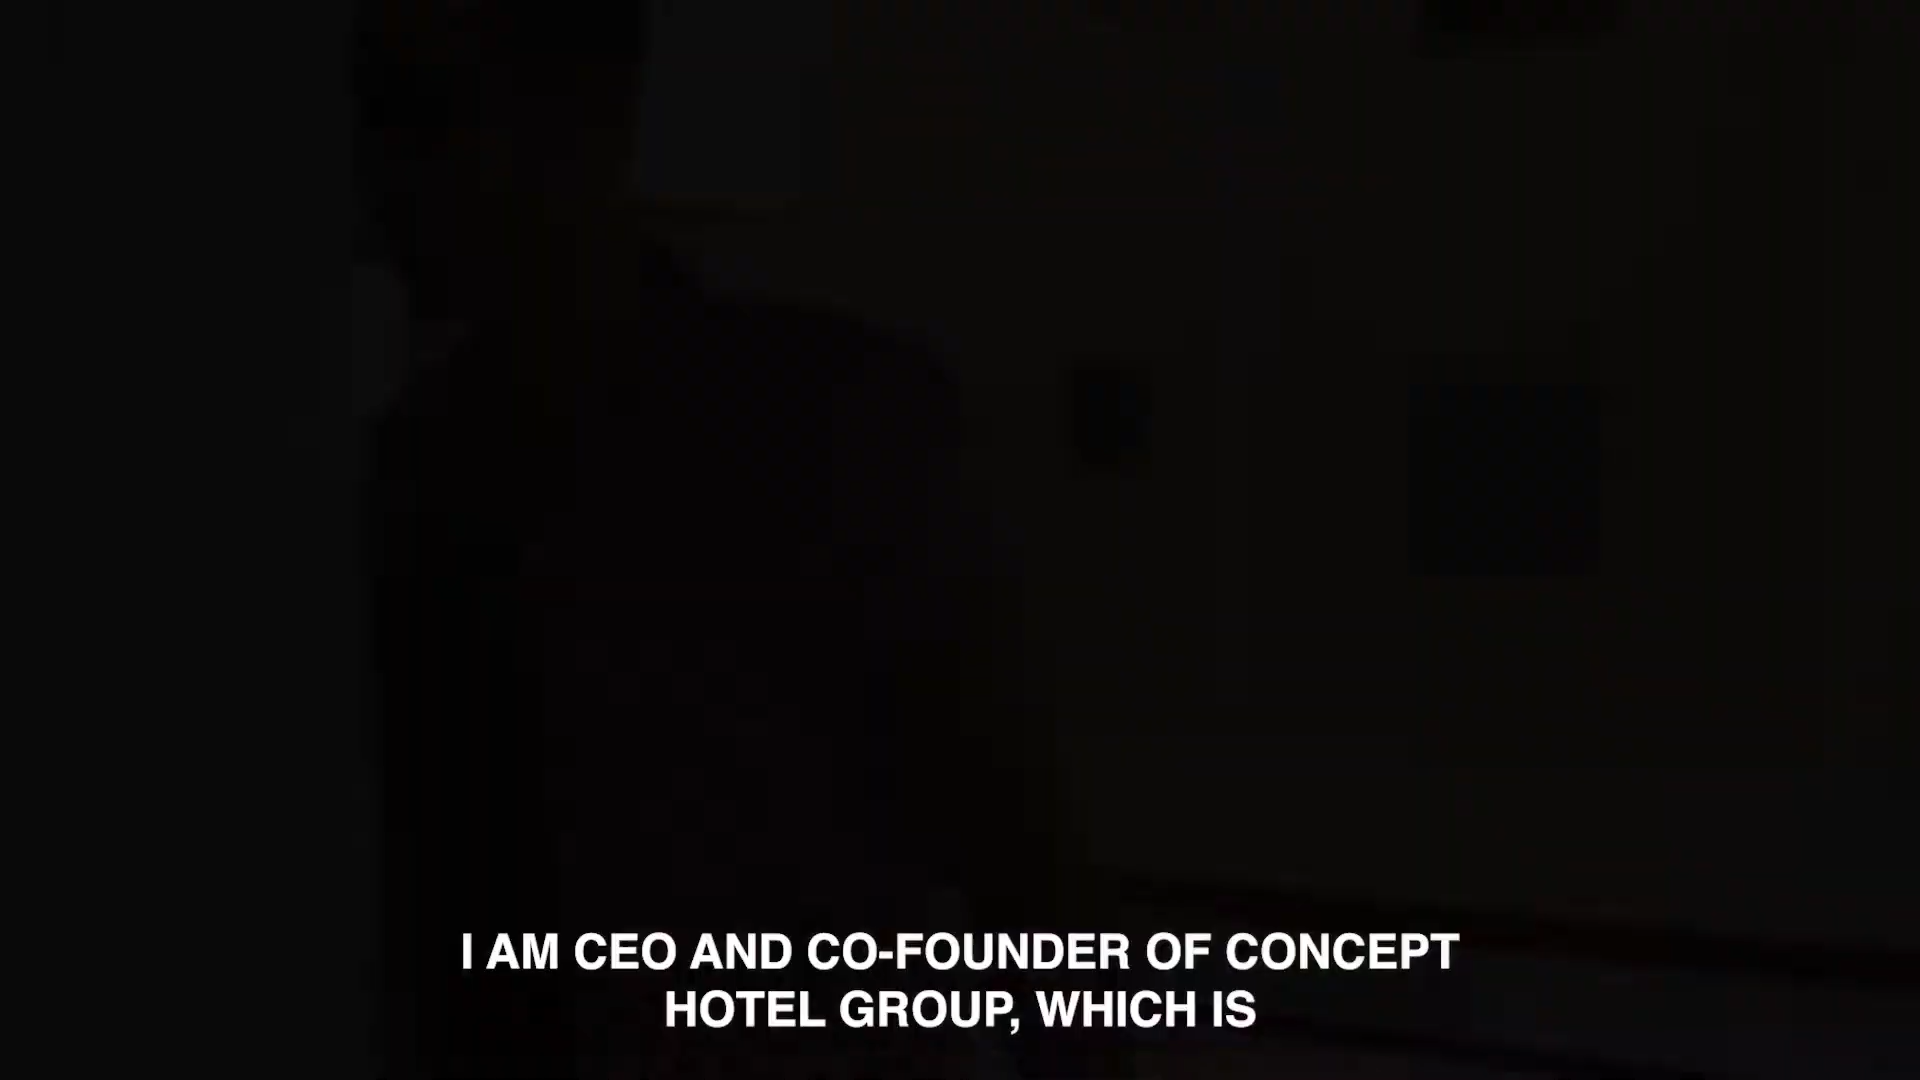 I AM CEO AND CO-FOUNDER OF CONCEPT
HOTEL GROUP, WHICH IS